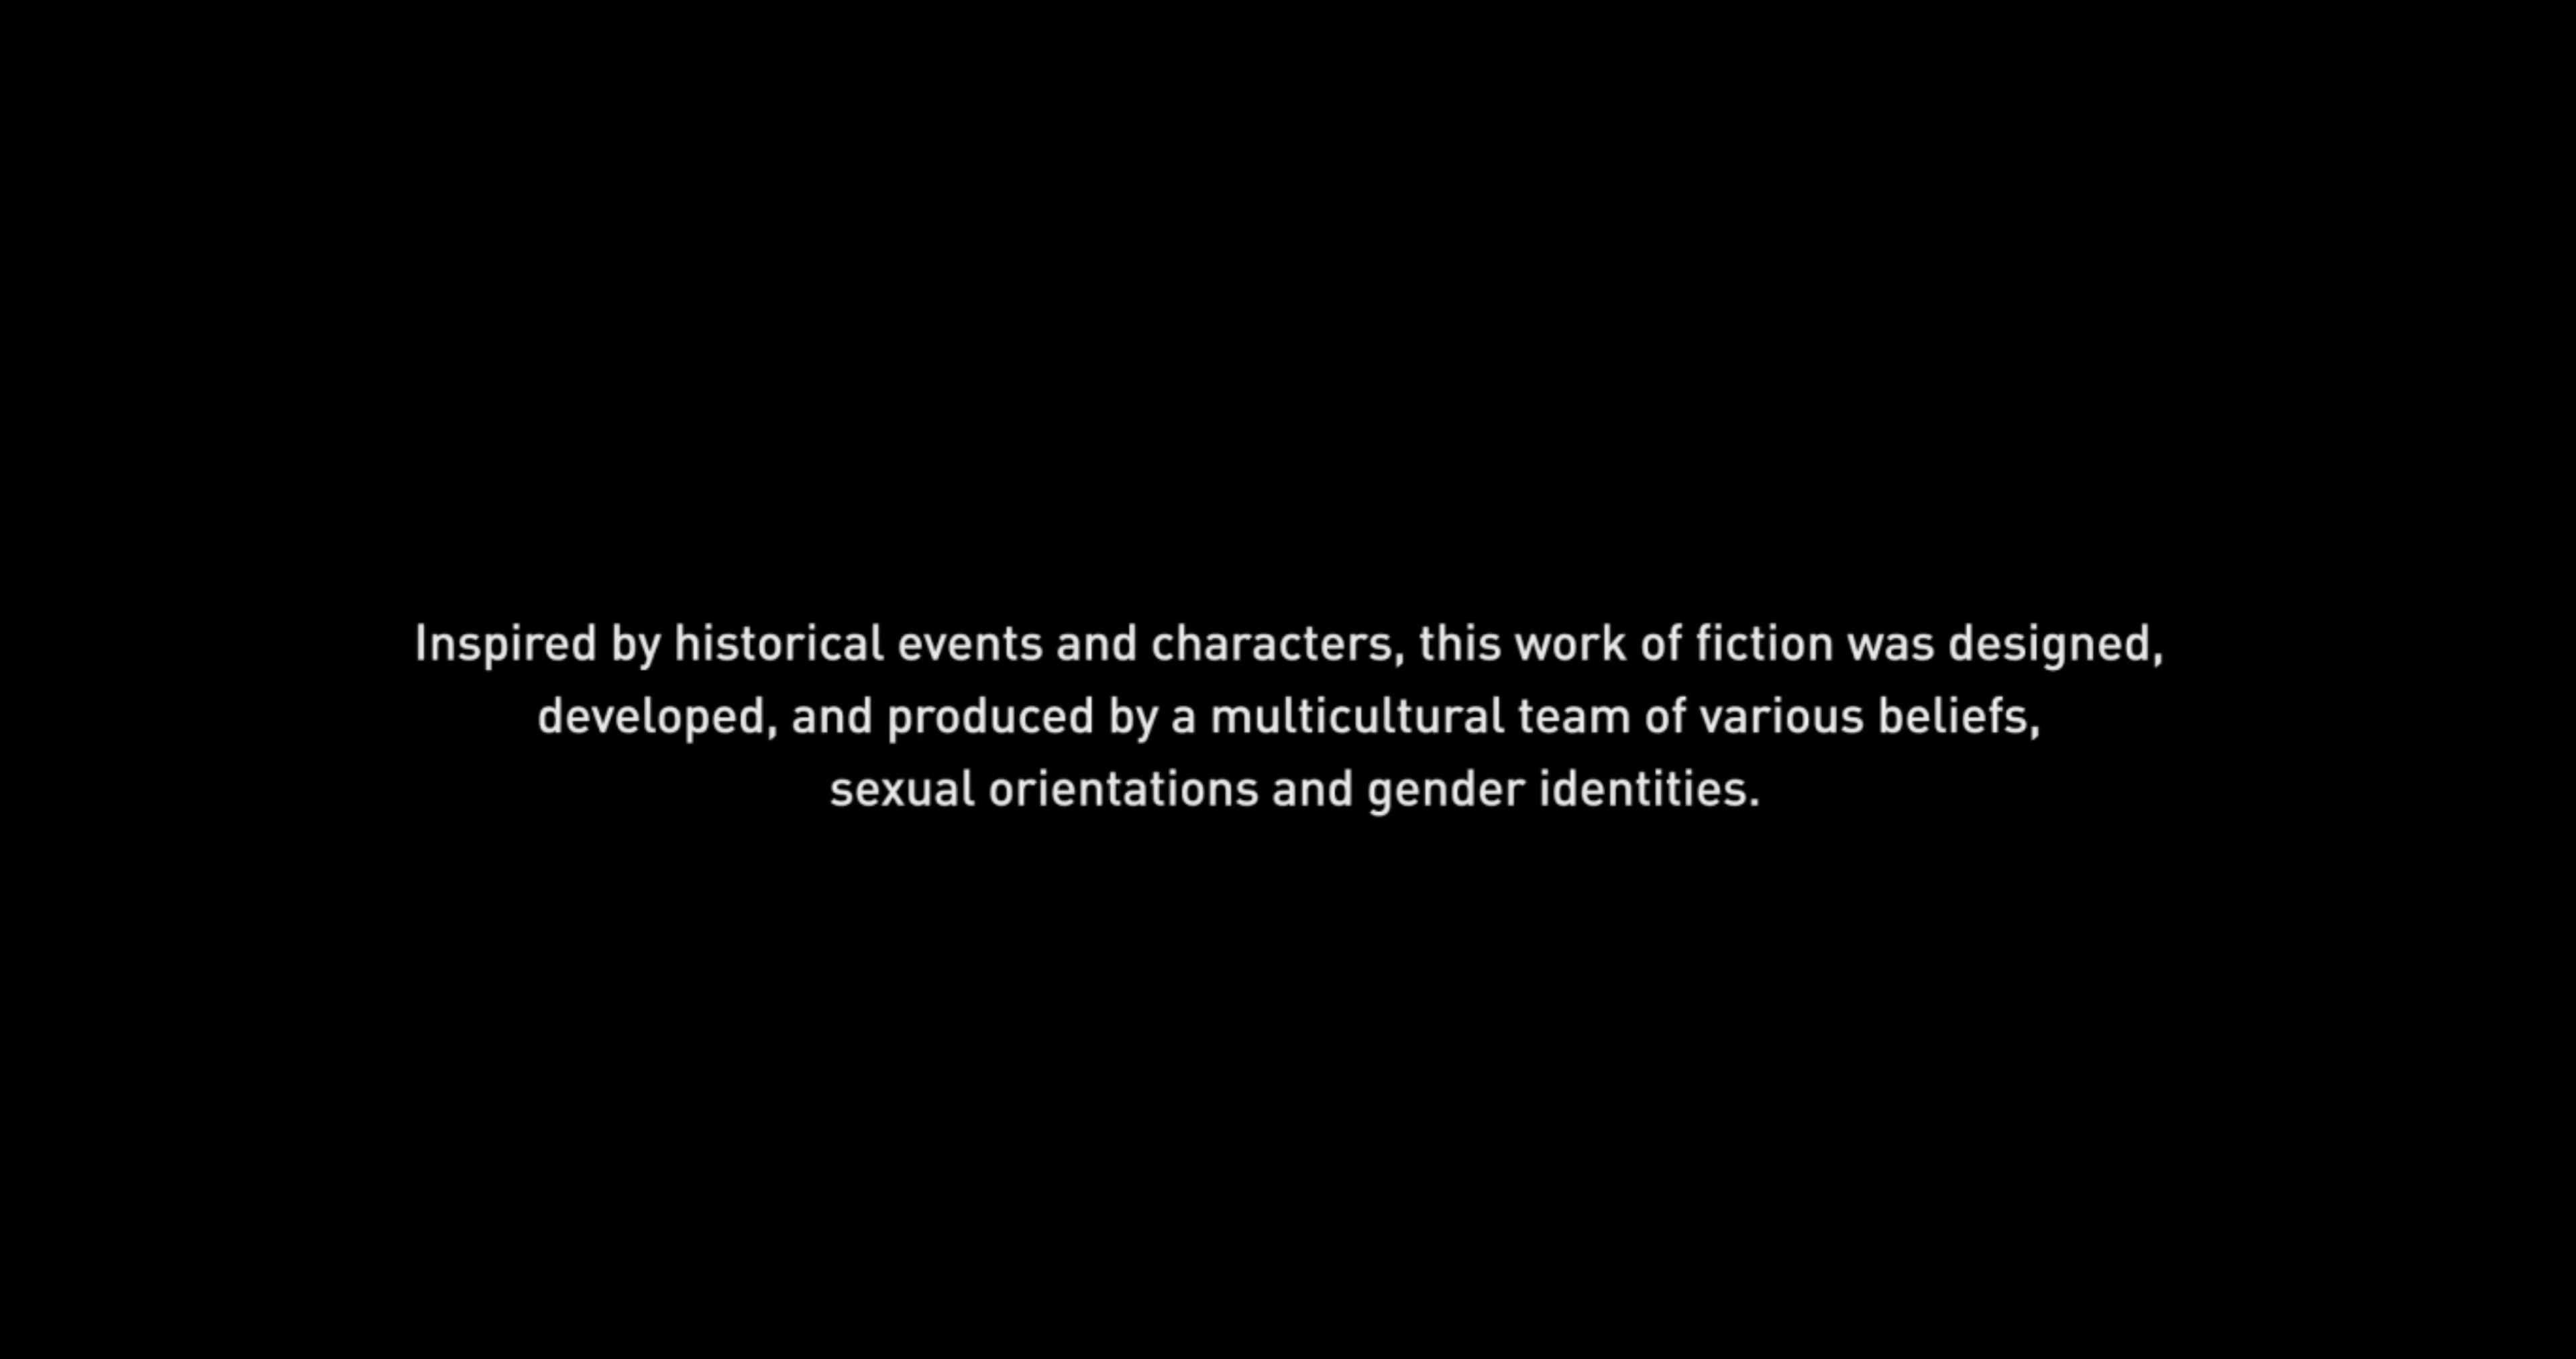 Inspired by historical events and characters, this work of fiction was designed,
developed, and produced by a multicultural team of various beliefs,
sexual orientations and gender identities.